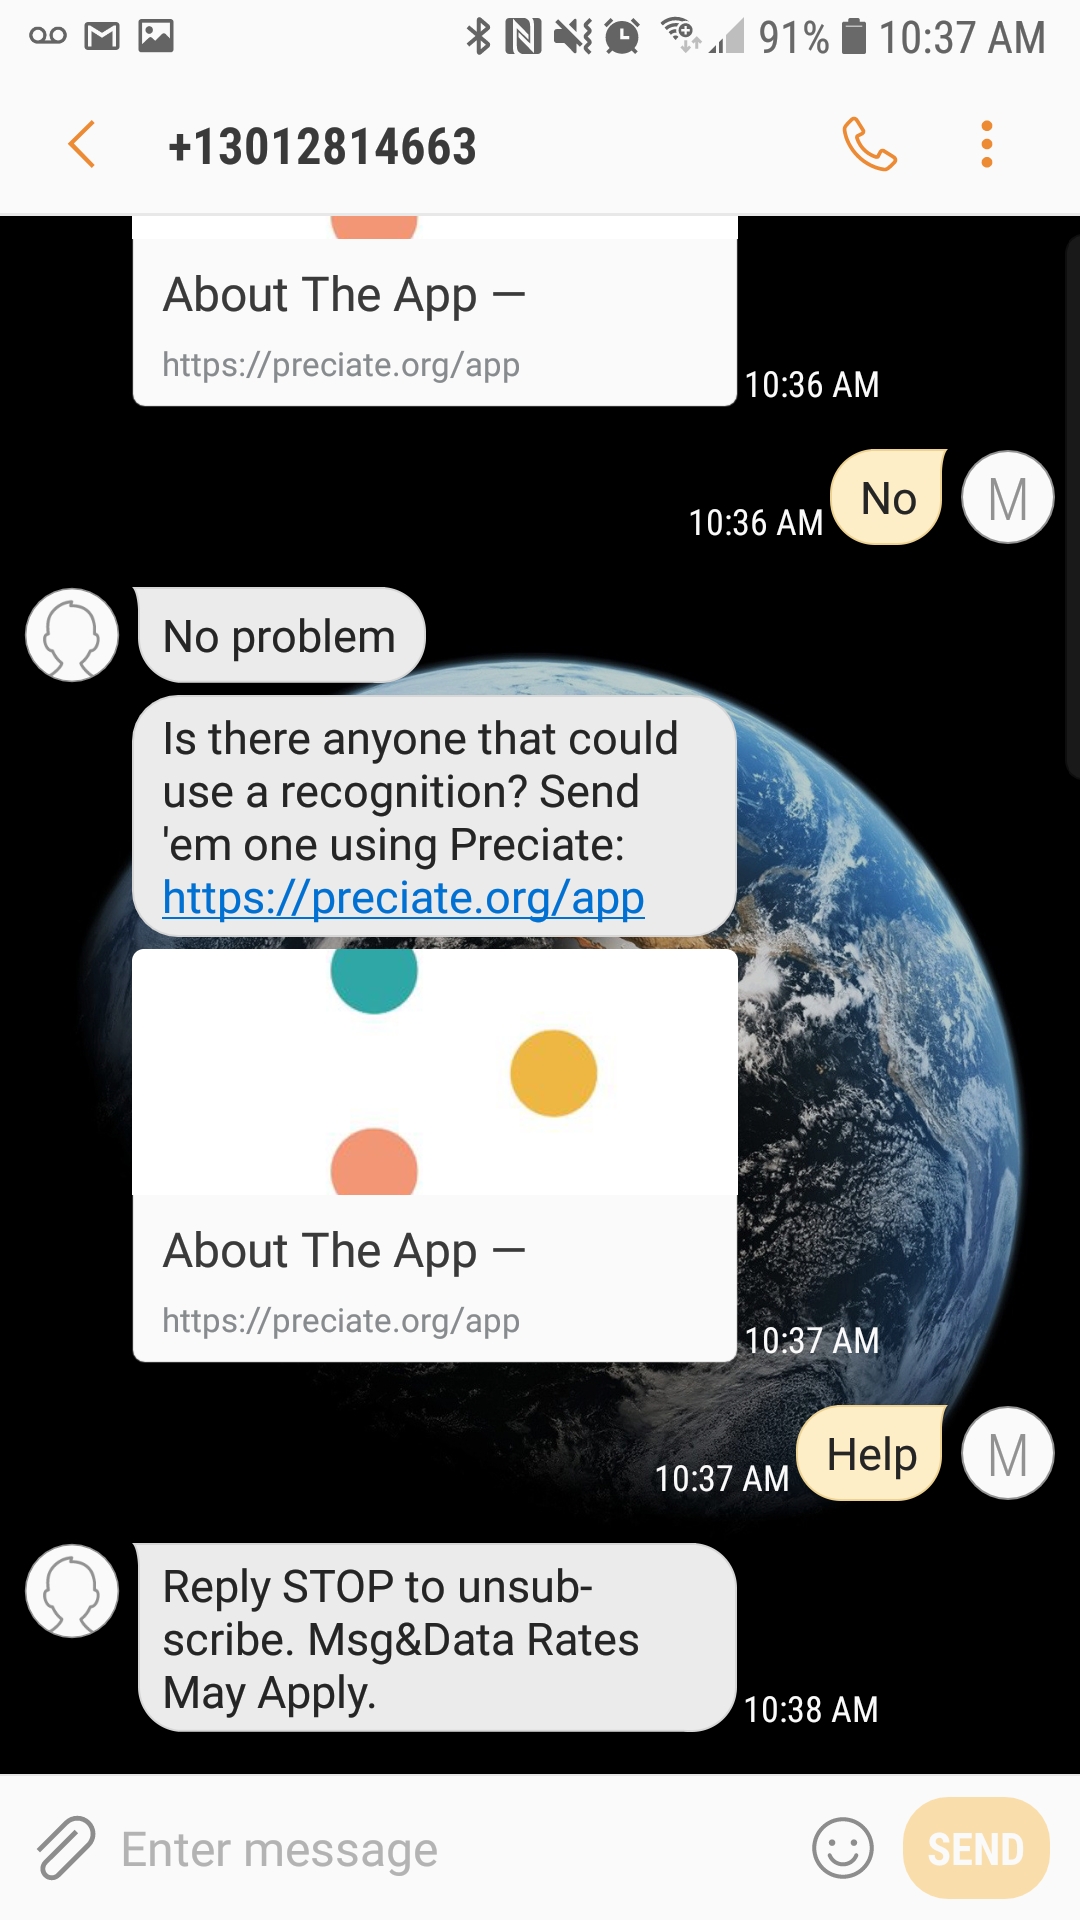 91% 10:37 AM
+13012814663
About The App —
https://preciate.org/app
10:36 AM
No
10:36 AM
M
No problem
Is there anyone that could
use a recognition? Send
'em one using Preciate:
https://preciate.org/app
About The App —
https://preciate.org/app
10:37 AM
Help
10:37 AM
M
Reply STOP to unsub-
scribe. Msg&Data Rates
May Apply.
10:38 AM
Enter message
SEND